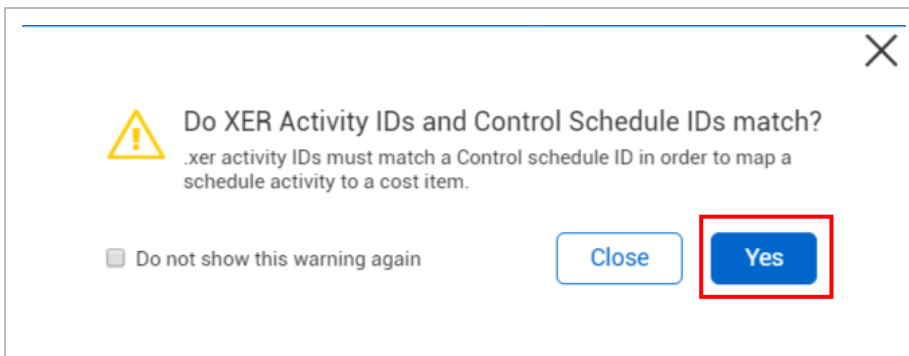 Do XER Activity IDs and Control Schedule IDs match?
.xer activity IDs must match a Control schedule ID in order to map a
schedule activity to a cost item.
Do not show this warning again
Close
Yes